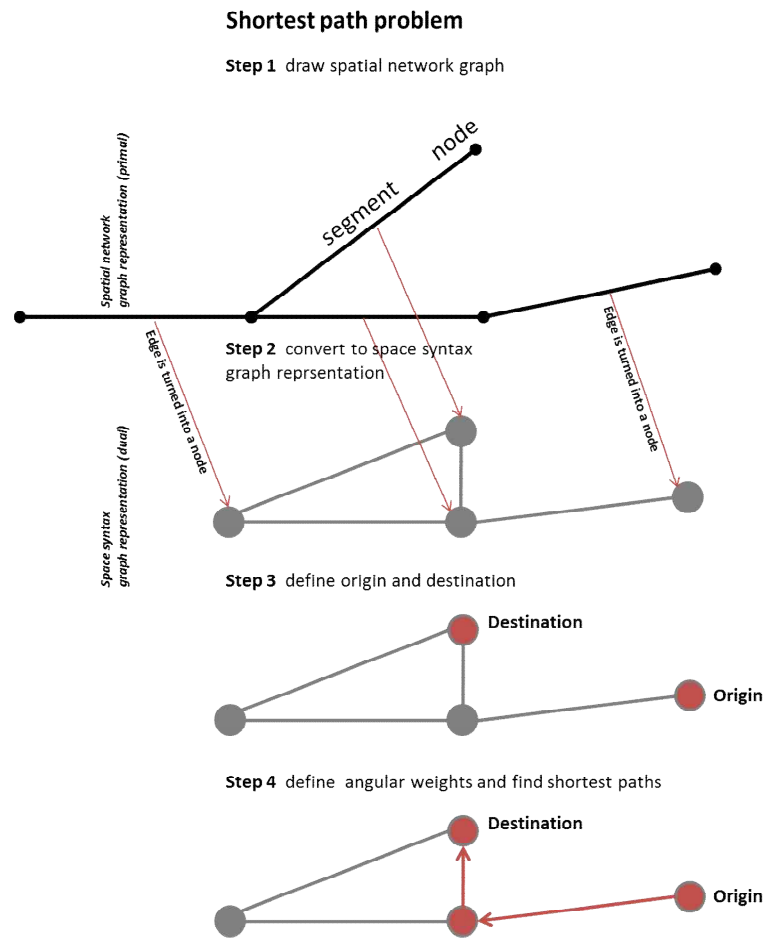 Shortest path problem
Step 1 draw spatial network graph
Spatial network
graph representation (primal)
node
segment
Step 2 convert to space syntax
graph reprsentation
Edge is turned into a node
Edge is turned into a node
Space syntax
graph representation (dual)
Step 3 define origin and destination
Destination
Origin
Step 4 define angular weights and find shortest paths
Destination
Origin